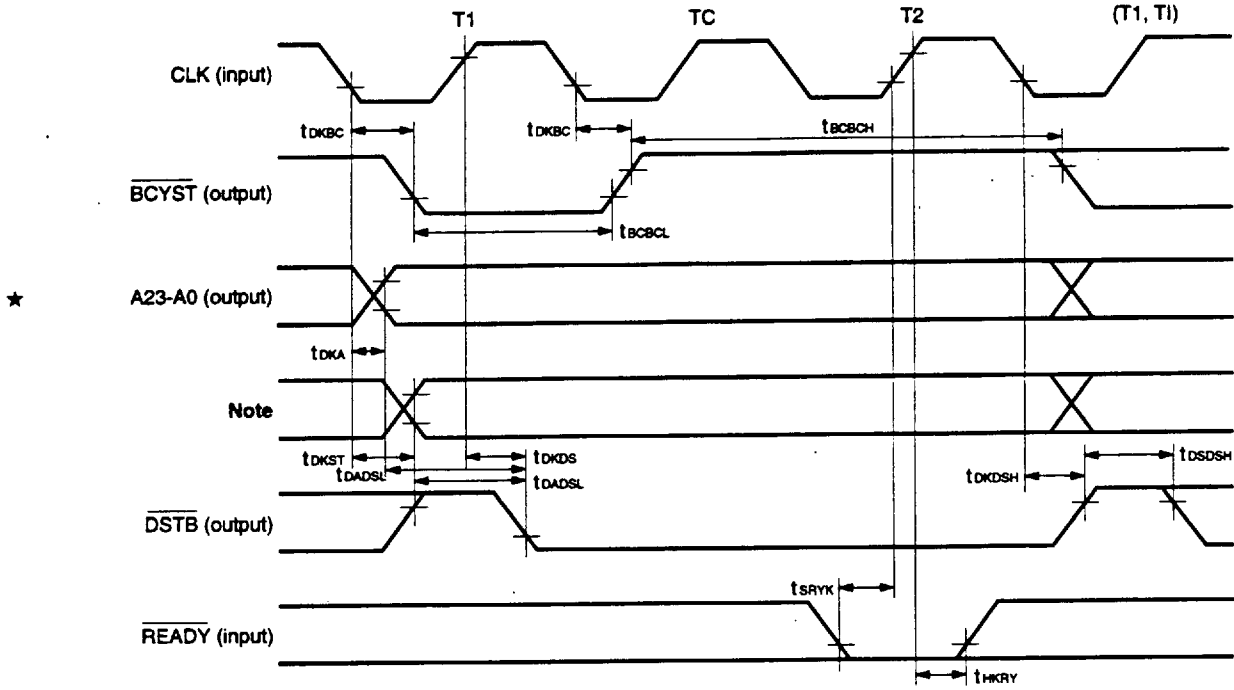 T1 TC T2 (T1, TI)
CLK (input)
tDKBC tDKBC tBCBCH
BCYST (output)
tBCBCL
★ A23-A0 (output)
tDKA
Note
tDKST tDKDS tDSDSH
tDADSL tDADSL tDKDSH
DSTB (output)
tSRYK
READY (input)
tHKRY